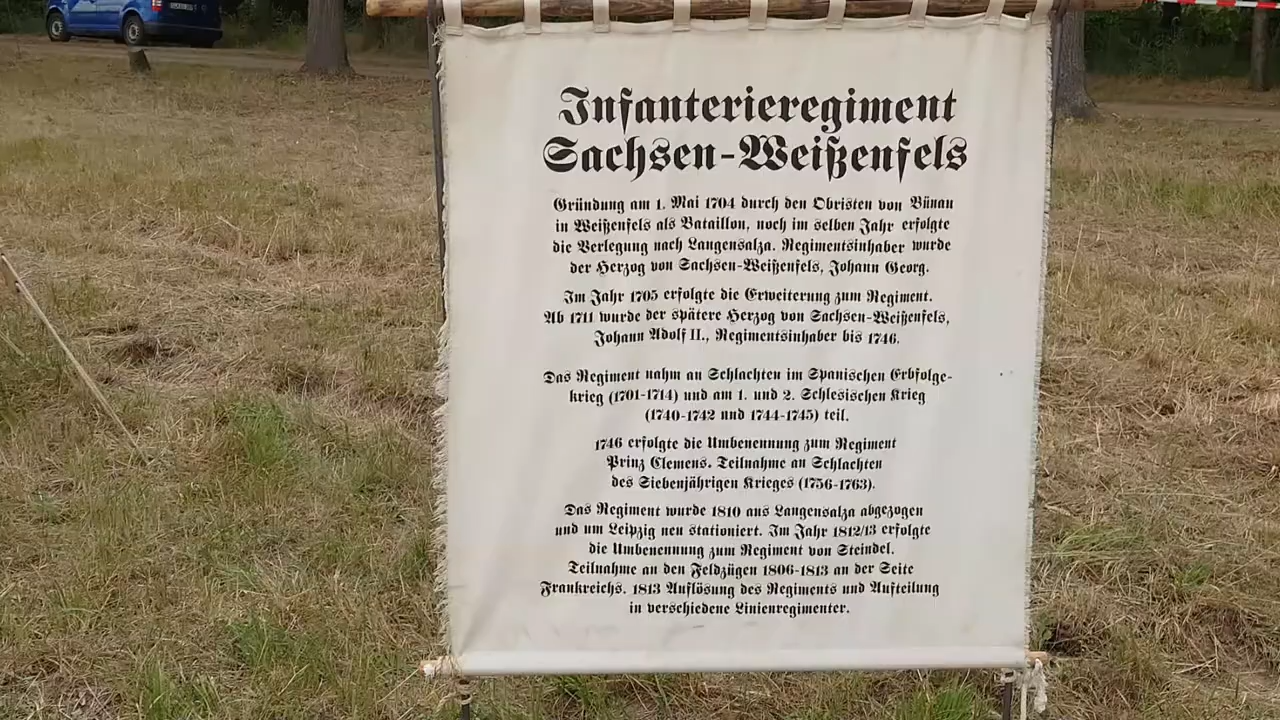 Infanterieregiment
Sachsen-Weißenfels
Gründung am 1. Mai 1704 durch den Obristen von Bünau
in Weißenfels als Bataillon, noch im selben Jahr erfolgte
die Verlegung nach Langensalza. Regimentsinhaber wurde
der Herzog von Sachsen-Weißenfels, Johann Georg.
Im Jahr 1705 erfolgte die Erweiterung zum Regiment.
Ab 1711 wurde der spätere Herzog von Sachsen-Weißenfels,
Johann Adolf II., Regimentsinhaber bis 1746.
Das Regiment nahm an Schlachten im Spanischen Erbfolge-
krieg (1701-1714) und am 1. und 2. Schlesischen Krieg
(1740-1742 und 1744-1745) teil.
1746 erfolgte die Umbenennung zum Regiment
Prinz Clemens. Teilnahme an Schlachten
des Siebenjährigen Krieges (1756-1763).
Das Regiment wurde 1810 aus Langensalza abgezogen
und um Leipzig neu stationiert. Im Jahr 1812/13 erfolgte
die Umbenennung zum Regiment von Steindel.
Teilnahme an den Feldzügen 1806-1813 an der Seite
Frankreichs. 1813 Auflösung des Regiments und Aufteilung
in verschiedene Linienregimenter.